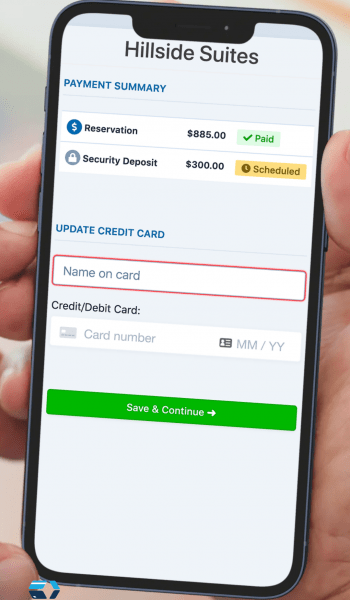 Hillside Suites
PAYMENT SUMMARY
Reservation $885.00 Paid
Security Deposit $300.00 Scheduled
UPDATE CREDIT CARD
Name on card
Credit/Debit Card:
Card number MM / YY
Save & Continue ➜